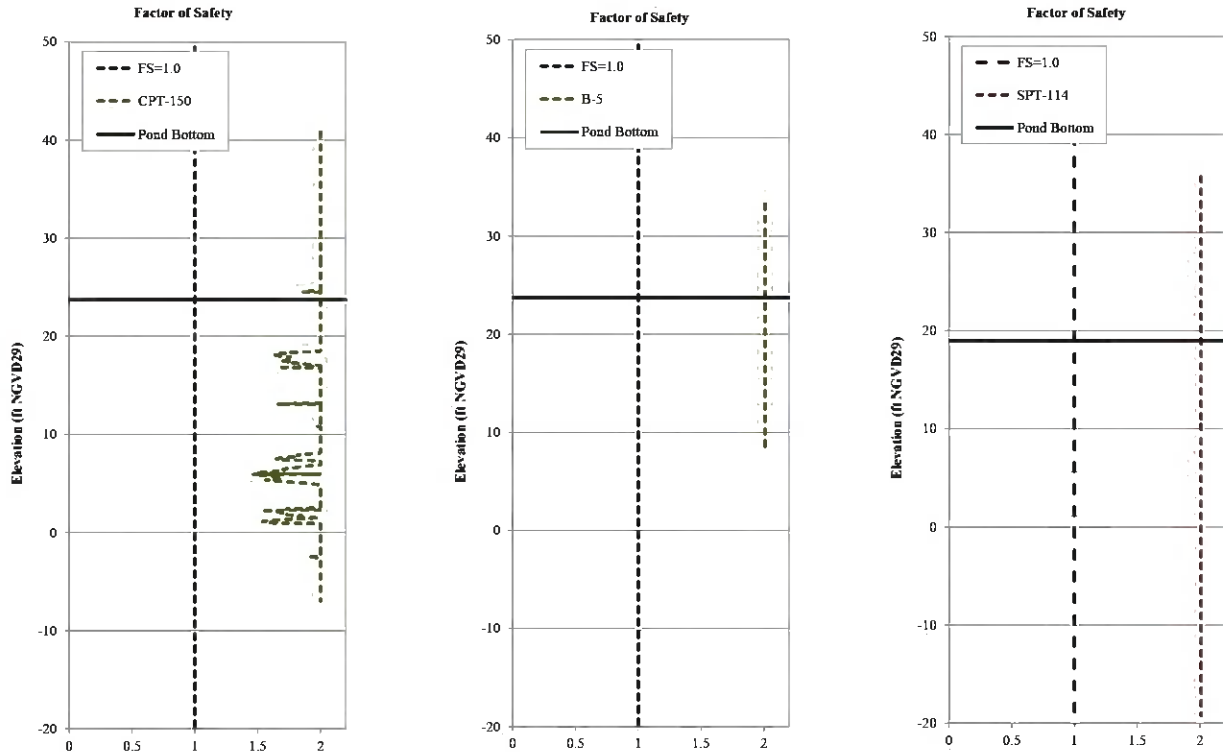 Factor of Safety
50
40
30
20
10
0
-10
-20
Elevation (ft NGVD29)
FS=1.0
CPT-150
Pond Bottom
0
0.5
1
1.5
2
Factor of Safety
50
40
30
20
10
0
-10
-20
Elevation (ft NGVD29)
FS=1.0
B-5
Pond Bottom
0
0.5
1
1.5
2
Factor of Safety
50
40
30
20
10
0
-10
-20
Elevation (ft NGVD29)
FS=1.0
SPT-114
Pond Bottom
0
0.5
1
1.5
2